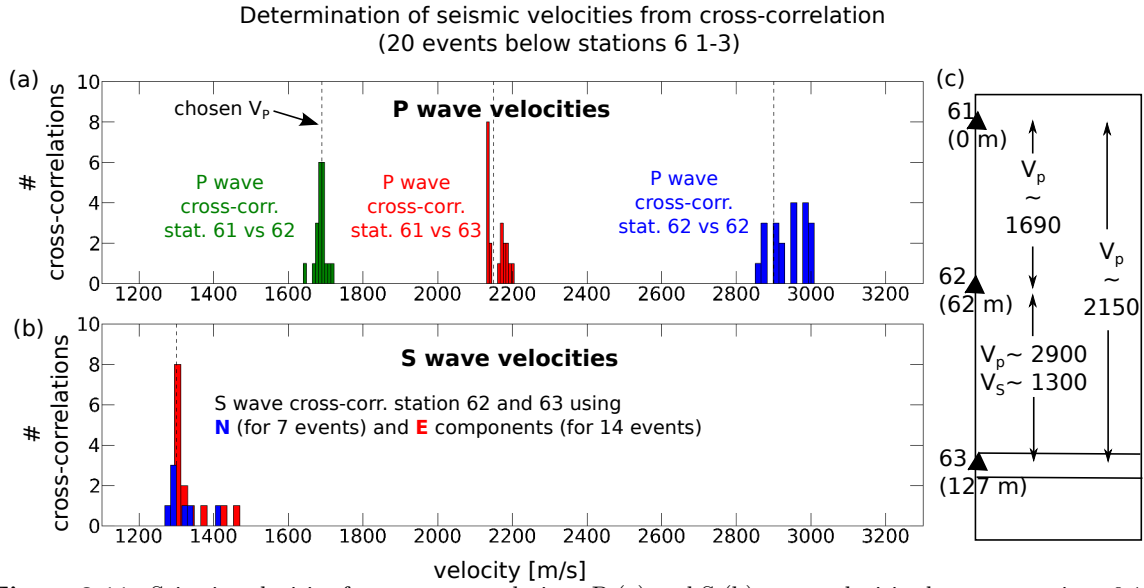 Determination of seismic velocities from cross-correlation
(20 events below stations 6 1-3)
(a)
# cross-correlations
10
8
6
4
2
0
chosen VP
P wave velocities
P wave
cross-corr.
stat. 61 vs 62
P wave
cross-corr.
stat. 61 vs 63
P wave
cross-corr.
stat. 62 vs 62
1200 1400 1600 1800 2000 2200 2400 2600 2800 3000 3200
(b)
# cross-correlations
10
8
6
4
2
0
S wave velocities
S wave cross-corr. station 62 and 63 using
N (for 7 events) and E components (for 14 events)
1200 1400 1600 1800 2000 2200 2400 2600 2800 3000 3200
velocity [m/s]
(c)
61
(0 m)
Vp
~
1690
62
(62 m)
Vp
~
2150
Vp~ 2900
VS~ 1300
63
(127 m)